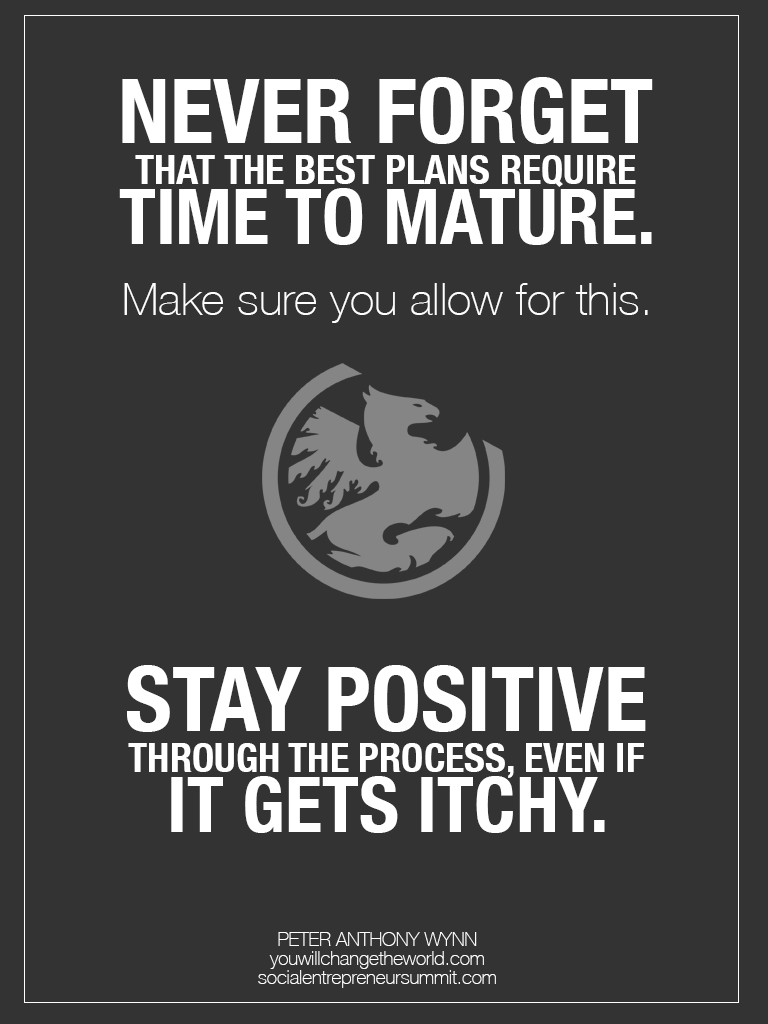 NEVER FORGET
THAT THE BEST PLANS REQUIRE
TIME TO MATURE.
Make sure you allow for this.
STAY POSITIVE
THROUGH THE PROCESS, EVEN IF
IT GETS ITCHY.
PETER ANTHONY WYNN
youwillchangetheworld.com
socialentrepreneursummit.com